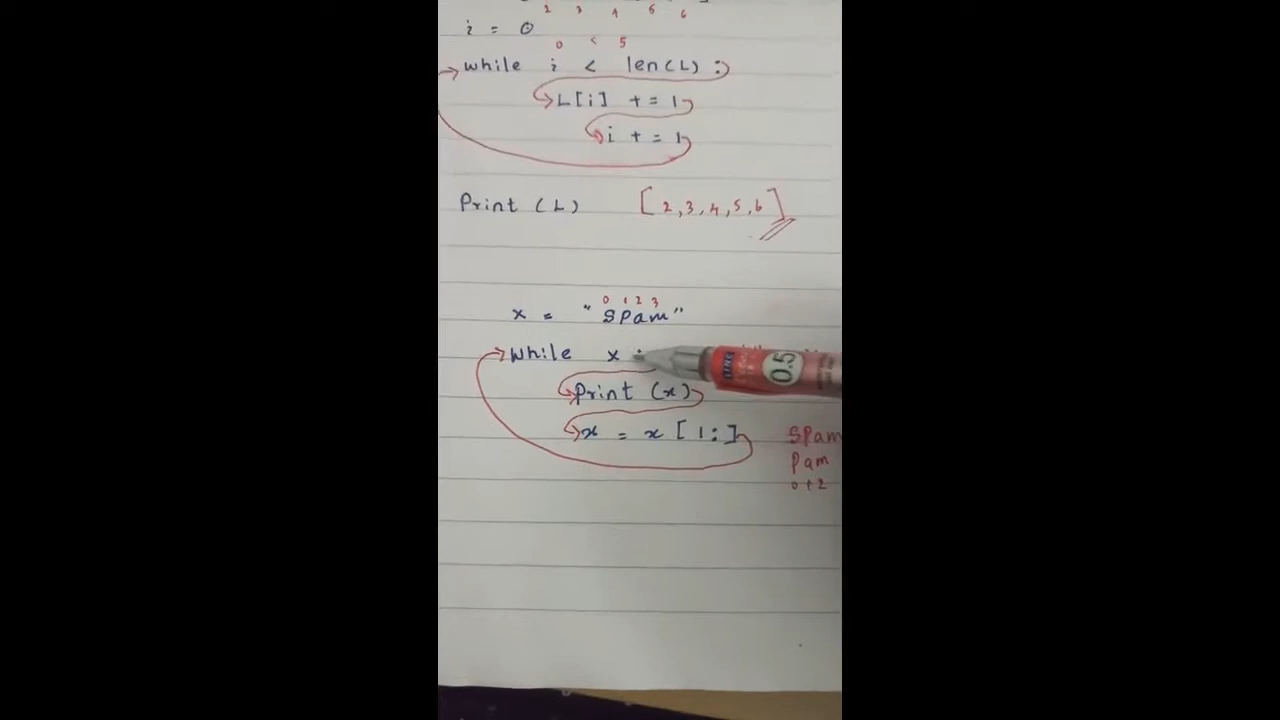 2 3 4 5 6
i = 0
0 < 5
while i < len(L) :
L[i] += 1
i += 1
Print (L) [2,3,4,5,6]
0 1 2 3
x = "SPam"
While x :
0.5
Print (x)
x = x [1:] SPam
Pam
0 1 2